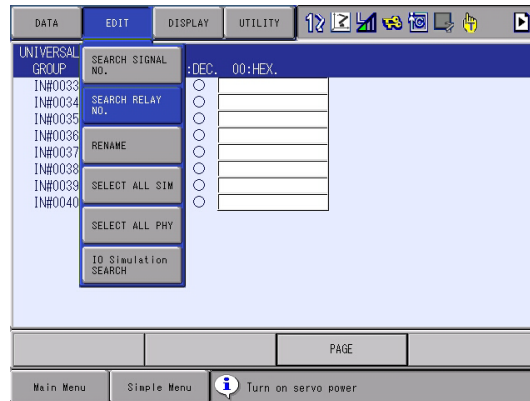 DATA
EDIT
DISPLAY
UTILITY
UNIVERSAL
GROUP :DEC. 00:HEX.
IN#0033
IN#0034
IN#0035
IN#0036
IN#0037
IN#0038
IN#0039
IN#0040
SEARCH SIGNAL
NO.
SEARCH RELAY
NO.
RENAME
SELECT ALL SIM
SELECT ALL PHY
IO Simulation
SEARCH
PAGE
Main Menu
Simple Menu
Turn on servo power